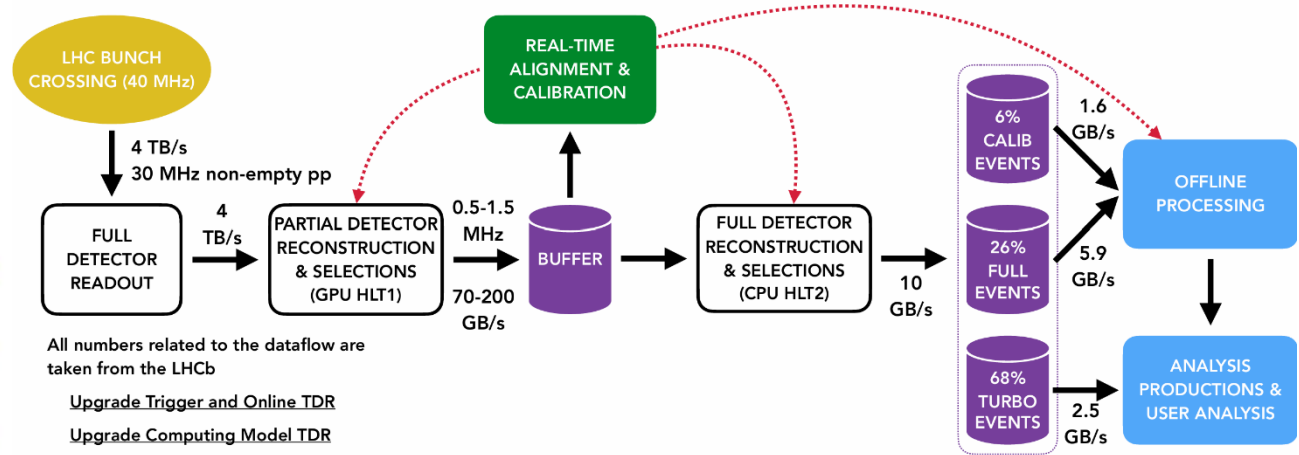 LHC BUNCH
CROSSING (40 MHz)
4 TB/s
30 MHz non-empty pp
FULL
DETECTOR
READOUT
4
TB/s
PARTIAL DETECTOR
RECONSTRUCTION
& SELECTIONS
(GPU HLT1)
0.5-1.5
MHz
70-200
GB/s
REAL-TIME
ALIGNMENT &
CALIBRATION
BUFFER
FULL DETECTOR
RECONSTRUCTION
& SELECTIONS
(CPU HLT2)
10
GB/s
6%
CALIB
EVENTS
1.6
GB/s
26%
FULL
EVENTS
5.9
GB/s
68%
TURBO
EVENTS
2.5
GB/s
OFFLINE
PROCESSING
ANALYSIS
PRODUCTIONS &
USER ANALYSIS
All numbers related to the dataflow are
taken from the LHCb
Upgrade Trigger and Online TDR
Upgrade Computing Model TDR